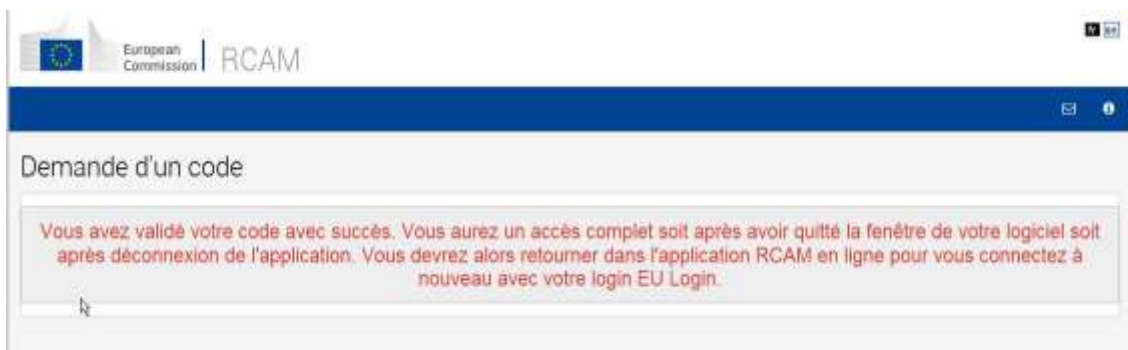 fr en
European
Commission
RCAM
Demande d'un code
Vous avez validé votre code avec succès. Vous aurez un accès complet soit après avoir quitté la fenêtre de votre logiciel soit
après déconnexion de l'application. Vous devrez alors retourner dans l'application RCAM en ligne pour vous connectez à
nouveau avec votre login EU Login.